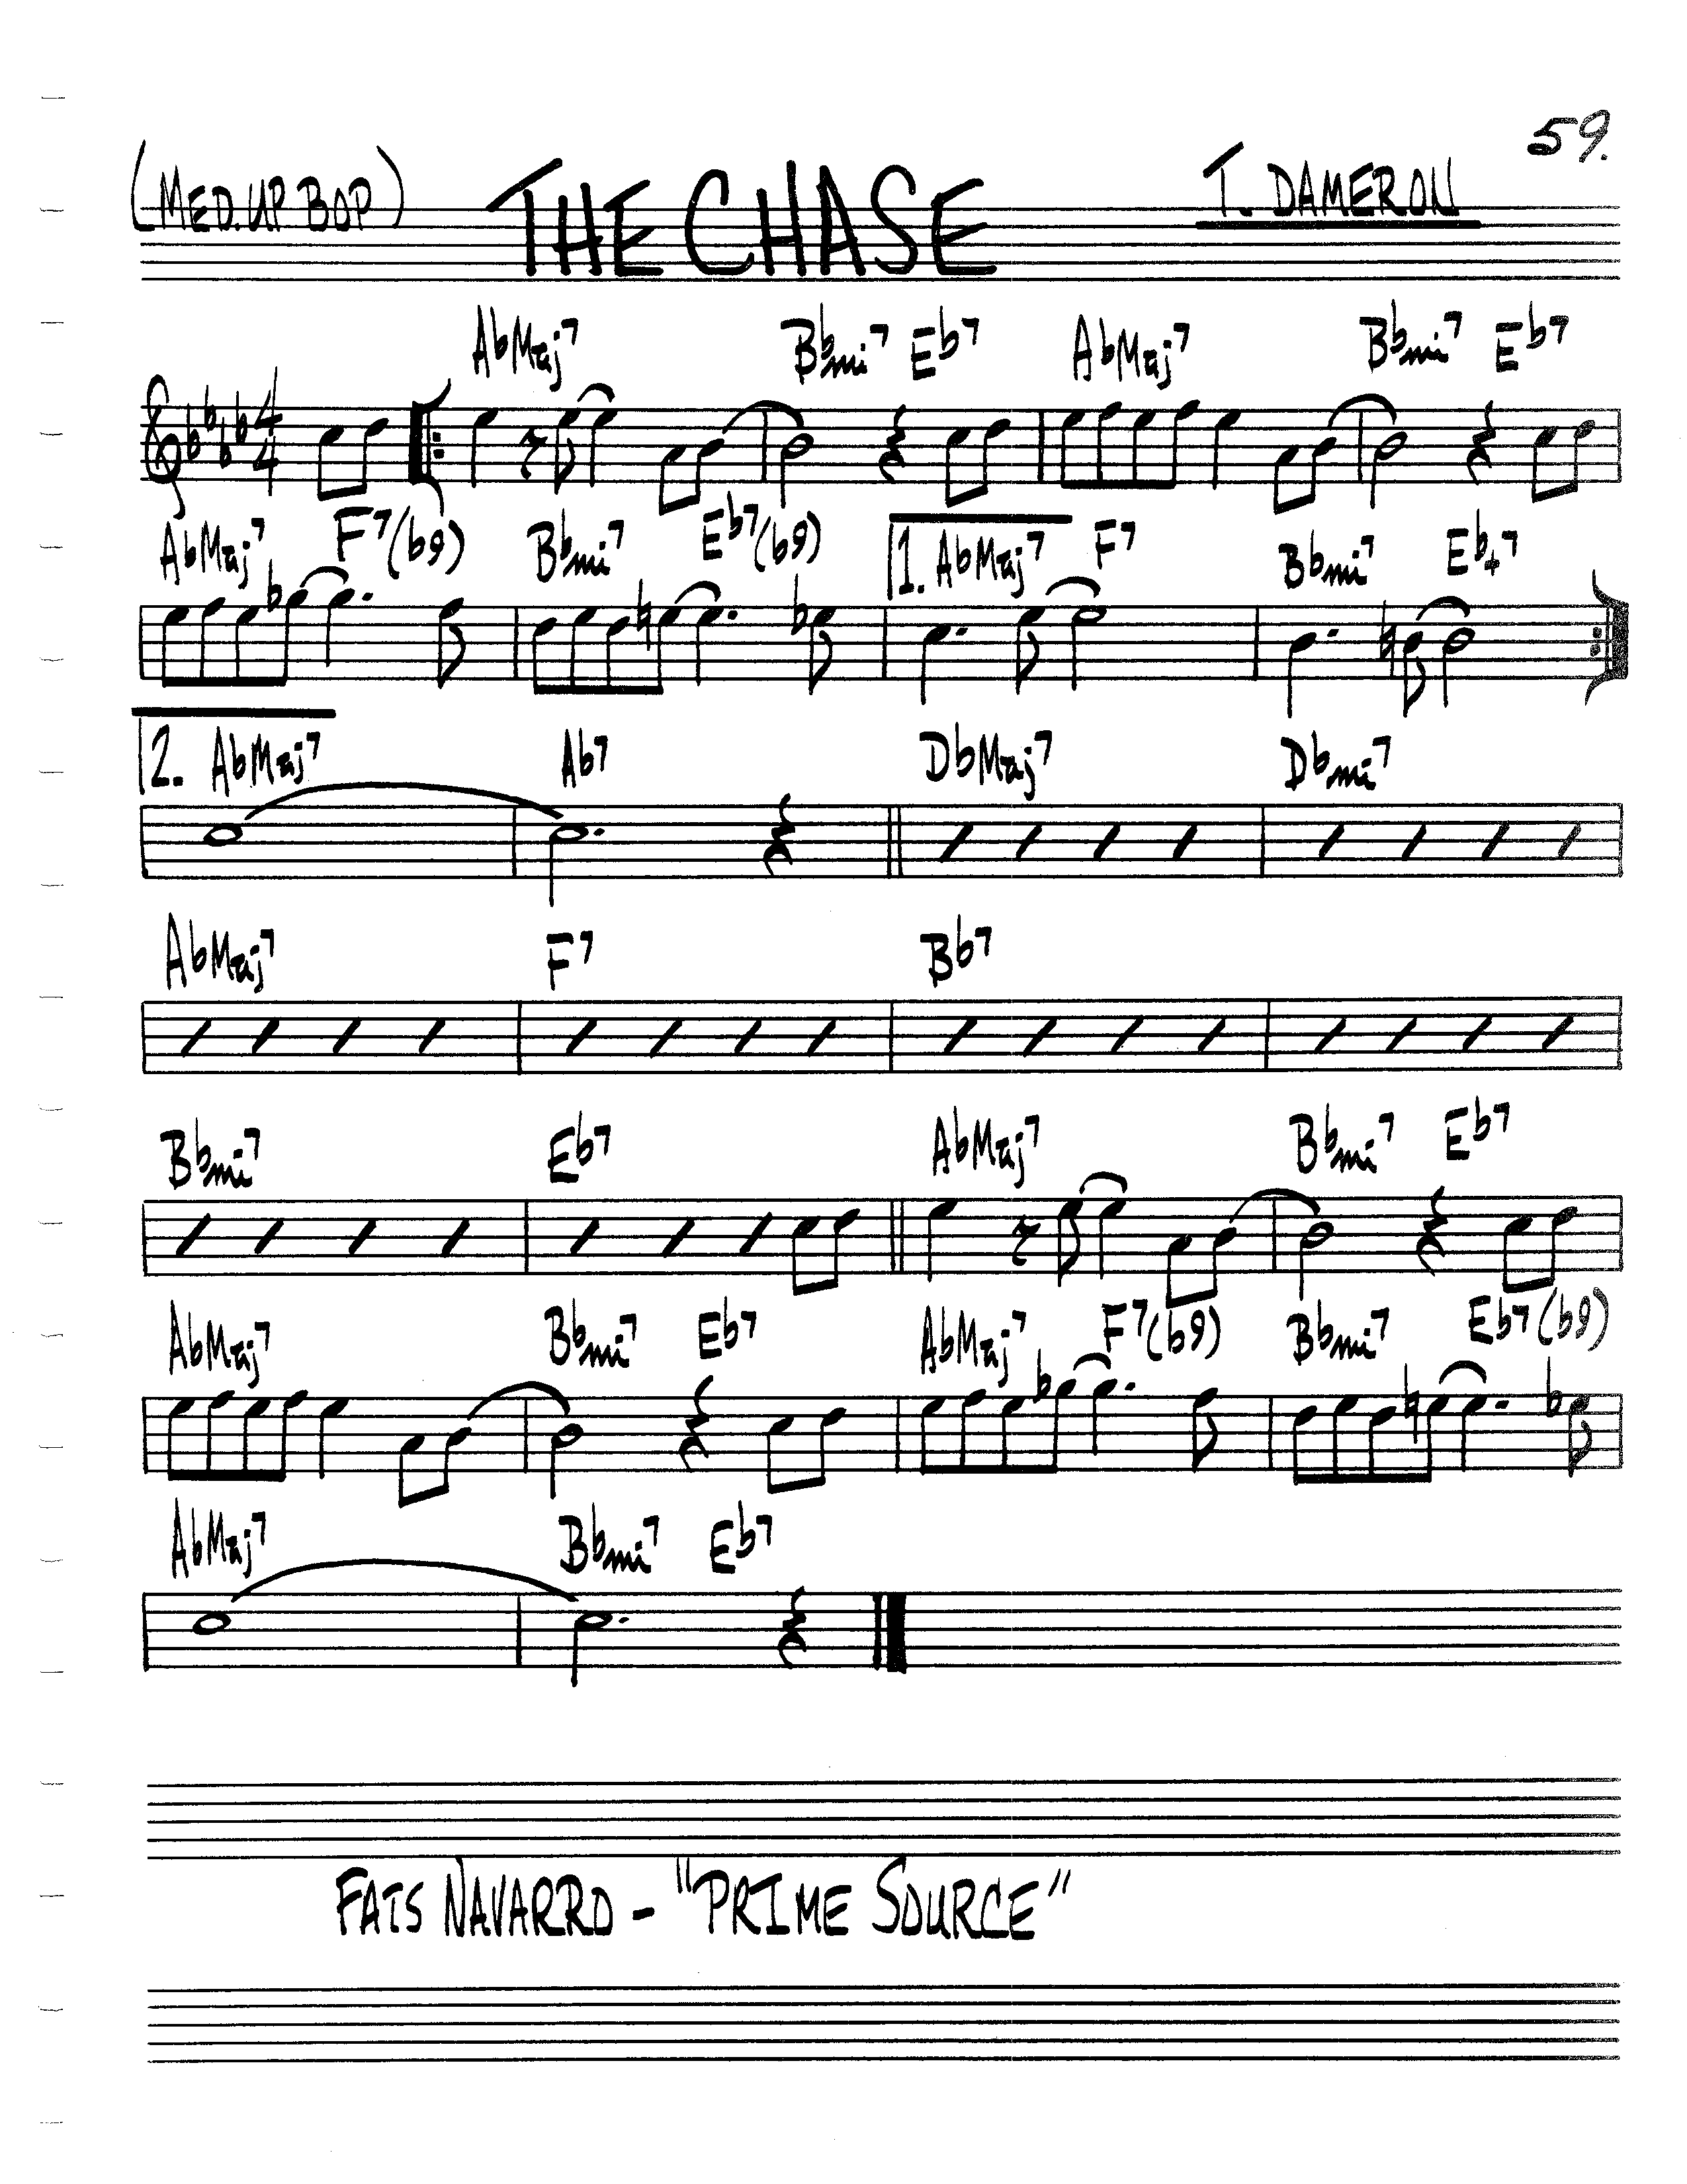 59.
(MED. UP BOP) THE CHASE T. DAMERON
AbMaj7 Bbmi7 Eb7 AbMaj7 Bbmi7 Eb7
4
4
AbMaj7 F7(b9) Bbmi7 Eb7(b9) 1. AbMaj7 F7 Bbmi7 Eb+7
2. AbMaj7 Ab7 DbMaj7 Dbmi7
AbMaj7 F7 Bb7
Bbmi7 Eb7 AbMaj7 Bbmi7 Eb7
AbMaj7 Bbmi7 Eb7 AbMaj7 F7(b9) Bbmi7 Eb7(b9)
AbMaj7 Bbmi7 Eb7
FATS NAVARRO - "PRIME SOURCE"